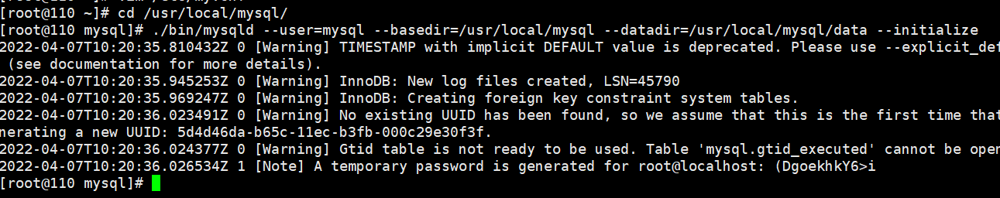 [root@110 ~]# cd /usr/local/mysql/
[root@110 mysql]# ./bin/mysqld --user=mysql --basedir=/usr/local/mysql --datadir=/usr/local/mysql/data --initialize
2022-04-07T10:20:35.810432Z 0 [Warning] TIMESTAMP with implicit DEFAULT value is deprecated. Please use --explicit_def
(see documentation for more details).
2022-04-07T10:20:35.945253Z 0 [Warning] InnoDB: New log files created, LSN=45790
2022-04-07T10:20:35.969247Z 0 [Warning] InnoDB: Creating foreign key constraint system tables.
2022-04-07T10:20:36.023491Z 0 [Warning] No existing UUID has been found, so we assume that this is the first time that
nerating a new UUID: 5d4d46da-b65c-11ec-b3fb-000c29e30f3f.
2022-04-07T10:20:36.024377Z 0 [Warning] Gtid table is not ready to be used. Table 'mysql.gtid_executed' cannot be open
2022-04-07T10:20:36.026534Z 1 [Note] A temporary password is generated for root@localhost: (DgoekhkY6>i
[root@110 mysql]#